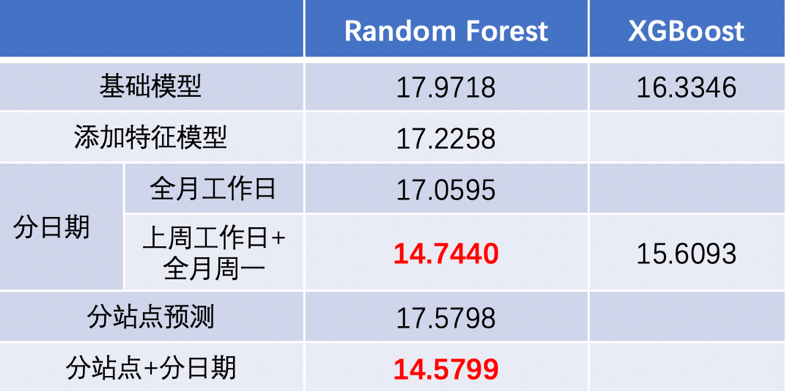 Random Forest XGBoost
基础模型 17.9718 16.3346
添加特征模型 17.2258
分日期 全月工作日 17.0595
上周工作日+
全月周一 14.7440 15.6093
分站点预测 17.5798
分站点+分日期 14.5799